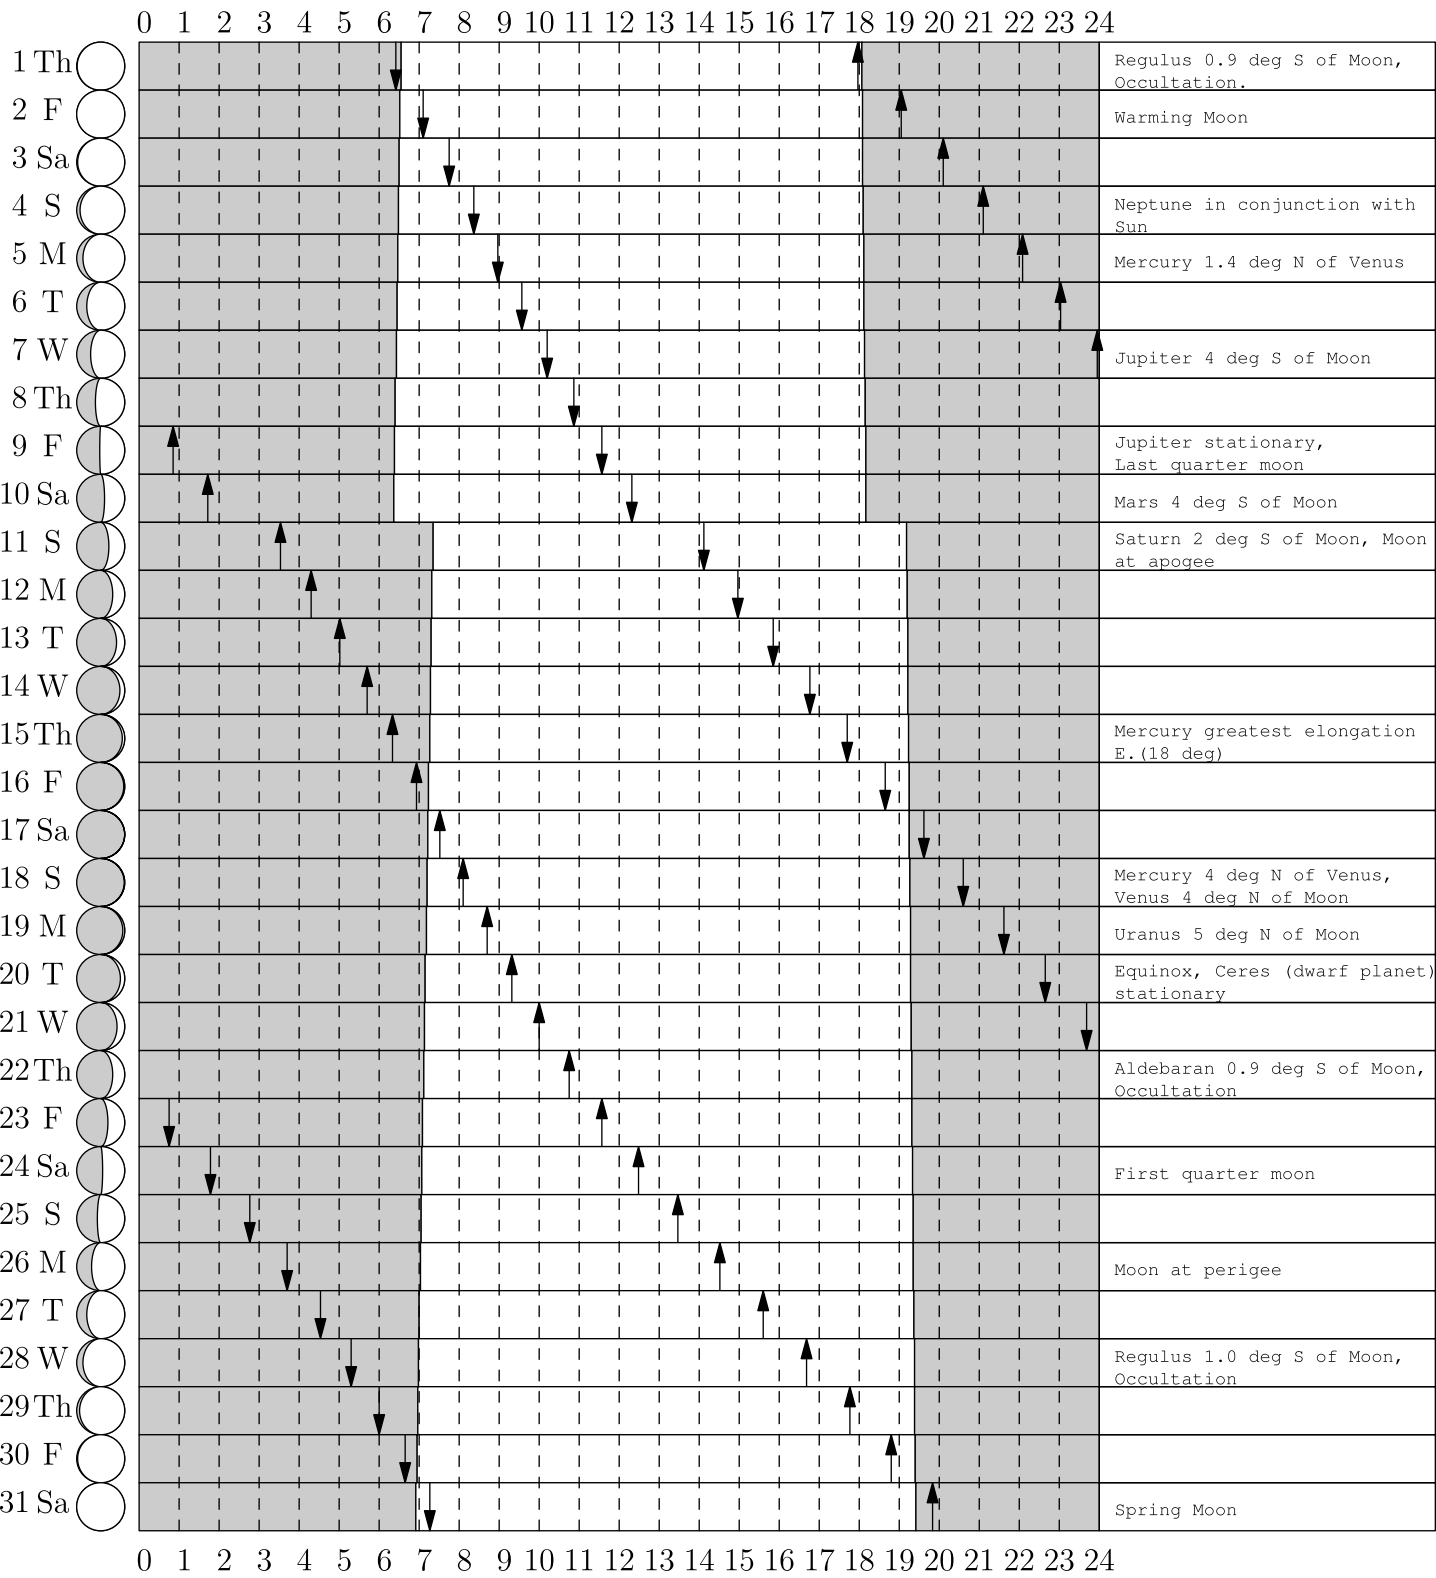 0 1 2 3 4 5 6 7 8 9 10 11 12 13 14 15 16 17 18 19 20 21 22 23 24
1 Th Regulus 0.9 deg S of Moon,
Occultation.
2 F Warming Moon
3 Sa
4 S Neptune in conjunction with
Sun
5 M Mercury 1.4 deg N of Venus
6 T
7 W Jupiter 4 deg S of Moon
8 Th
9 F Jupiter stationary,
Last quarter moon
10 Sa Mars 4 deg S of Moon
11 S Saturn 2 deg S of Moon, Moon
at apogee
12 M
13 T
14 W
15 Th Mercury greatest elongation
E.(18 deg)
16 F
17 Sa
18 S Mercury 4 deg N of Venus,
Venus 4 deg N of Moon
19 M Uranus 5 deg N of Moon
20 T Equinox, Ceres (dwarf planet)
stationary
21 W
22 Th Aldebaran 0.9 deg S of Moon,
Occultation
23 F
24 Sa First quarter moon
25 S
26 M Moon at perigee
27 T
28 W Regulus 1.0 deg S of Moon,
Occultation
29 Th
30 F
31 Sa Spring Moon
0 1 2 3 4 5 6 7 8 9 10 11 12 13 14 15 16 17 18 19 20 21 22 23 24